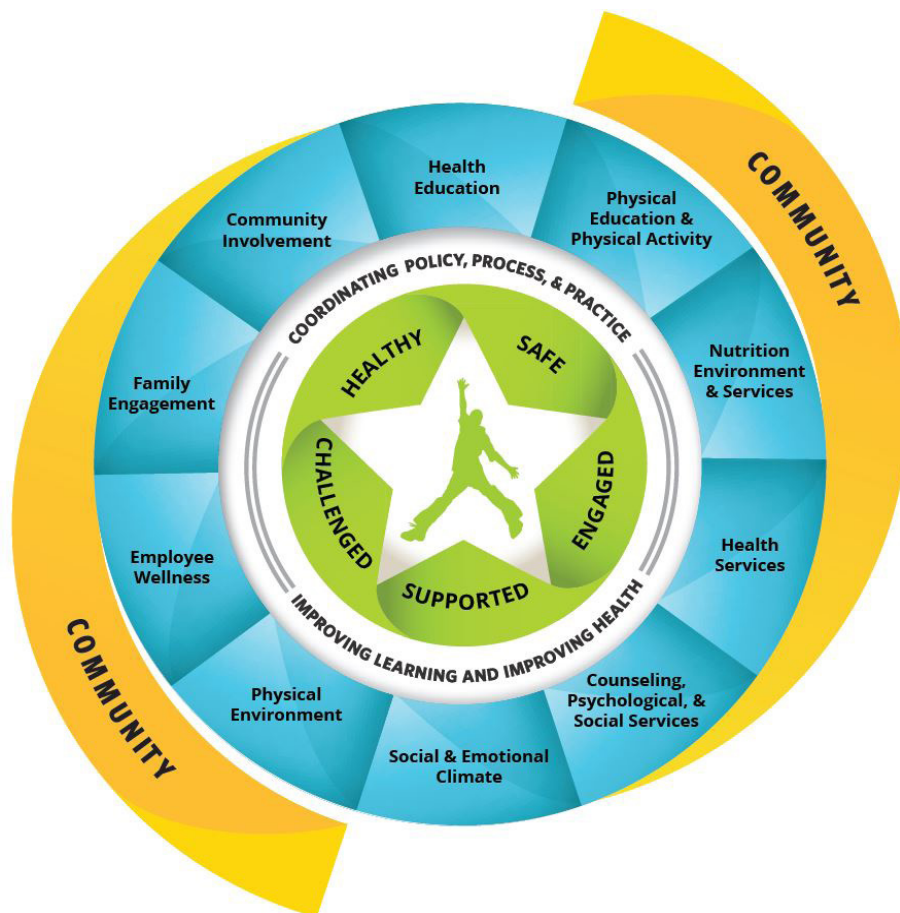 COMMUNITY
Health
Education
Physical
Education &
Physical Activity
Nutrition
Environment
& Services
Health
Services
Counseling,
Psychological, &
Social Services
Social & Emotional
Climate
Physical
Environment
Employee
Wellness
Family
Engagement
Community
Involvement
COORDINATING POLICY, PROCESS, & PRACTICE
IMPROVING LEARNING AND IMPROVING HEALTH
HEALTHY
SAFE
ENGAGED
SUPPORTED
CHALLENGED
COMMUNITY